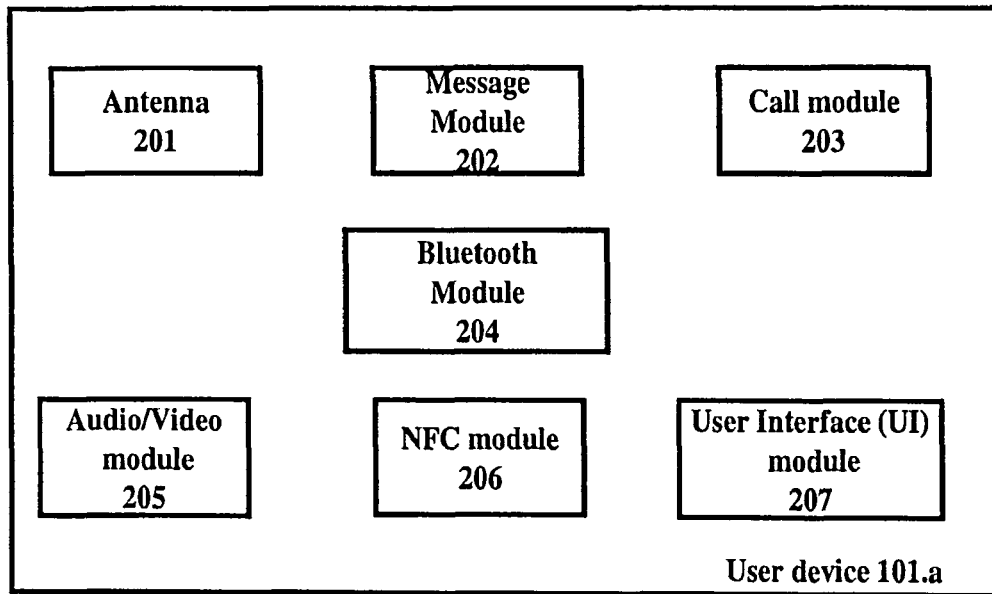 Antenna
201
Message
Module
202
Call module
203
Bluetooth
Module
204
Audio/Video
module
205
NFC module
206
User Interface (UI)
module
207
User device 101.a